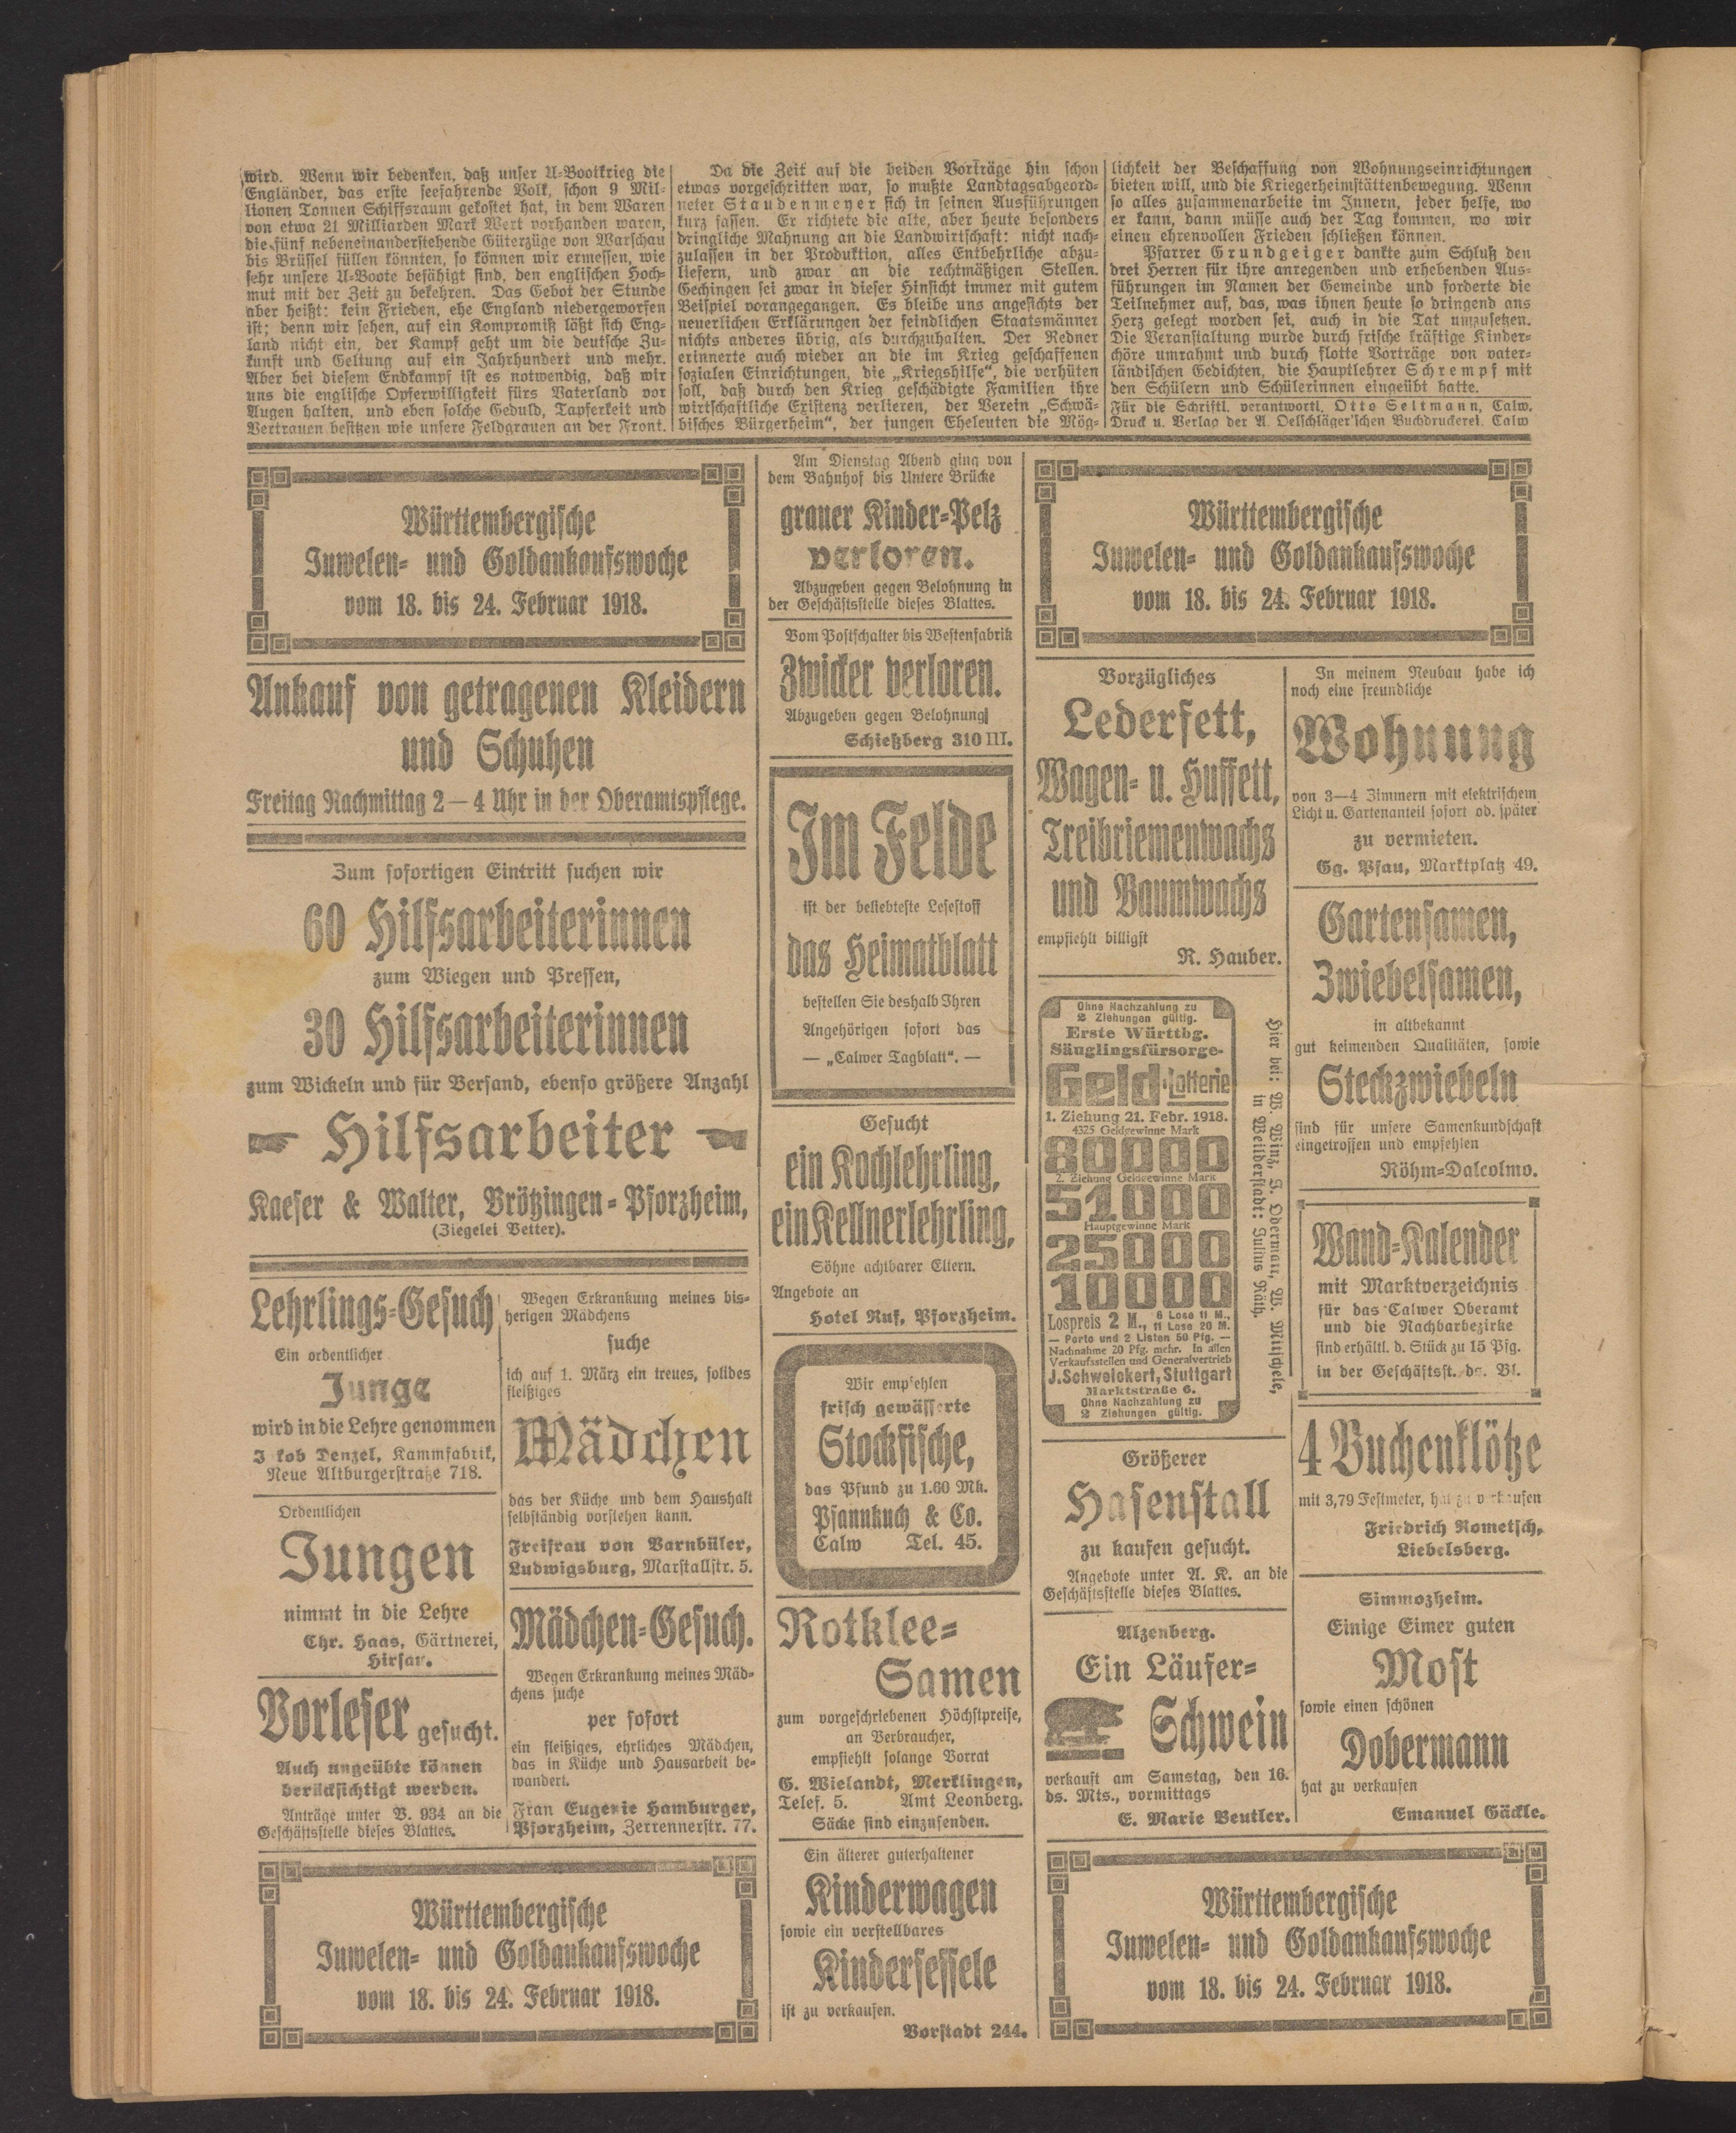 wird. Wenn wir bedenken, daß unser U-Bootkrieg die
Engländer, das erste seefahrende Volk, schon 9 Mil-
lionen Tonnen Schiffsraum gekostet hat, in dem Waren
von etwa 21 Milliarden Mark Wert vorhanden waren,
die fünf nebeneinanderstehende Güterzüge von Warschau
bis Brüssel füllen könnten, so können wir ermessen, wie
sehr unsere U-Boote befähigt sind, den englischen Hoch-
mut mit der Zeit zu bekehren. Das Gebot der Stunde
aber heißt: kein Frieden, ehe England niedergeworfen
ist; denn wir sehen, auf ein Kompromiß läßt sich Eng-
land nicht ein, der Kampf geht um die deutsche Zu-
kunft und Geltung auf ein Jahrhundert und mehr.
Aber bei diesem Endkampf ist es notwendig, daß wir
uns die englische Opferwilligkeit fürs Vaterland vor
Augen halten, und eben solche Geduld, Tapferkeit und
Vertrauen besitzen wie unsere Feldgrauen an der Front.
Da die Zeit auf die beiden Vorträge hin schon
etwas vorgeschritten war, so mußte Landtagsabgeord-
neter Staudenmeyer sich in seinen Ausführungen
kurz fassen. Er richtete die alte, aber heute besonders
dringliche Mahnung an die Landwirtschaft: nicht nach-
zulassen in der Produktion, alles Entbehrliche abzu-
liefern, und zwar an die rechtmäßigen Stellen.
Gechingen sei zwar in dieser Hinsicht immer mit gutem
Beispiel vorangegangen. Es bleibe uns angesichts der
neuerlichen Erklärungen der feindlichen Staatsmänner
nichts anderes übrig, als durchzuhalten. Der Redner
erinnerte auch wieder an die im Krieg geschaffenen
sozialen Einrichtungen, die „Kriegshilfe“, die verhüten
soll, daß durch den Krieg geschädigte Familien ihre
wirtschaftliche Existenz verlieren, der Verein „Schwä-
bisches Bürgerheim“, der jungen Eheleuten die Mög-
lichkeit der Beschaffung von Wohnungseinrichtungen
bieten will, und die Kriegerheimstättenbewegung. Wenn
so alles zusammenarbeite im Innern, jeder helfe, wo
er kann, dann müsse auch der Tag kommen, wo wir
einen ehrenvollen Frieden schließen können.
Pfarrer Grundgeiger dankte zum Schluß den
drei Herren für ihre anregenden und erhebenden Aus-
führungen im Namen der Gemeinde und forderte die
Teilnehmer auf, das, was ihnen heute so dringend ans
Herz gelegt worden sei, auch in die Tat umzusetzen.
Die Veranstaltung wurde durch frische kräftige Kinder-
chöre umrahmt und durch flotte Vorträge von vater-
ländischen Gedichten, die Hauptlehrer Schrempf mit
den Schülern und Schülerinnen eingeübt hatte.
Für die Schriftl. verantwortl. Otto Seltmann, Calw.
Druck u. Verlag der A. Oelschläger'schen Buchdruckerei. Calw
Württembergische
Juwelen- und Goldankaufswoche
vom 18. bis 24. Februar 1918.
Ankauf von getragenen Kleidern
und Schuhen
Freitag Nachmittag 2—4 Uhr in der Oberamtspflege.
Zum sofortigen Eintritt suchen wir
60 Hilfsarbeiterinnen
zum Wiegen und Pressen,
30 Hilfsarbeiterinnen
zum Wickeln und für Versand, ebenso größere Anzahl
Hilfsarbeiter
Kaeser & Walter, Brötzingen-Pforzheim,
(Ziegelei Vetter).
Lehrlings-Gesuch
Ein ordentlicher
Junge
wird in die Lehre genommen
J kob Denzel, Kammfabrik,
Neue Altburgerstraße 718.
Ordentlichen
Jungen
nimmt in die Lehre
Chr. Haas, Gärtnerei,
Hirsau.
Vorleser gesucht.
Auch ungeübte können
berücksichtigt werden.
Anträge unter B. 934 an die
Geschäftsstelle dieses Blattes.
Wegen Erkrankung meines bis-
herigen Mädchens
suche
ich auf 1. März ein treues, solides
fleißiges
Mädchen
das der Küche und dem Haushalt
selbständig vorstehen kann.
Freifrau von Varnbüler,
Ludwigsburg, Marstallstr. 5.
Mädchen-Gesuch.
Wegen Erkrankung meines Mäd-
chens suche
per sofort
ein fleißiges, ehrliches Mädchen,
das in Küche und Hausarbeit be-
wandert.
Frau Eugenie Hamburger,
Pforzheim, Zerrennerstr. 77.
Württembergische
Juwelen- und Goldankaufswoche
vom 18. bis 24. Februar 1918.
Am Dienstag Abend ging von
dem Bahnhof bis Untere Brücke
grauer Kinder-Pelz
verloren.
Abzugeben gegen Belohnung in
der Geschäftsstelle dieses Blattes.
Vom Postschalter bis Westenfabrik
Zwicker verloren.
Abzugeben gegen Belohnung
Schießberg 310 III.
Im Felde
ist der beliebteste Lesestoff
das Heimatblatt
bestellen Sie deshalb Ihren
Angehörigen sofort das
— „Calwer Tagblatt“. —
Gesucht
ein Kochlehrling,
ein Kellnerlehrling,
Söhne achtbarer Eltern.
Angebote an
Hotel Ruf, Pforzheim.
Wir empfehlen
frisch gewässerte
Stockfische,
das Pfund zu 1.60 Mk.
Pfannkuch & Co.
Calw Tel. 45.
Rotklee-
Samen
zum vorgeschriebenen Höchstpreise,
an Verbraucher,
empfiehlt solange Vorrat
G. Wielandt, Merklingen,
Telef. 5. Amt Leonberg.
Säcke sind einzusenden.
Ein älterer guterhaltener
Kinderwagen
sowie ein verstellbares
Kindersessele
ist zu verkaufen.
Vorstadt 244.
Württembergische
Juwelen- und Goldankaufswoche
vom 18. bis 24. Februar 1918.
Vorzügliches
Lederfett,
Wagen- u. Huffett,
Treibriemenwachs
und Baumwachs
empfiehlt billigst
R. Hauber.
Ohne Nachzahlung zu
2 Ziehungen gültig.
Erste Württbg.
Säuglingsfürsorge-
Geld-Lotterie
1. Ziehung 21. Febr. 1918.
4325 Geldgewinne Mark
80000
2. Ziehung Geldgewinne Mark
51000
Hauptgewinne Mark
25000
10000
Lospreis 2 M., 6 Lose 11 M.,
11 Lose 20 M.
— Porto und 2 Listen 50 Pfg. —
Nachnahme 20 Pfg. mehr. In allen
Verkaufsstellen und Generalvertrieb
J. Schweickert, Stuttgart
Marktstraße 6.
Ohne Nachzahlung zu
2 Ziehungen gültig.
Hier bei: W. Winz, F. Obermatt, W.
in Weilderstadt: Julius Räth.
Größerer
Hasenstall
zu kaufen gesucht.
Angebote unter A. K. an die
Geschäftsstelle dieses Blattes.
Alzenberg.
Ein Läufer-
Schwein
verkauft am Samstag, den 16.
ds. Mts., vormittags
E. Marie Beutler.
In meinem Neubau habe ich
noch eine freundliche
Wohnung
von 3—4 Zimmern mit elektrischem
Licht u. Gartenanteil sofort od. später
zu vermieten.
Gg. Pfau, Marktplatz 49.
Gartensamen,
Zwiebelsamen,
in altbekannt
gut keimenden Qualitäten, sowie
Steckzwiebeln
sind für unsere Samenkundschaft
eingetroffen und empfehlen
Röhm-Dalcolmo.
Wand-Kalender
mit Marktverzeichnis
für das Calwer Oberamt
und die Nachbarbezirke
sind erhältl. d. Stück zu 15 Pfg.
in der Geschäftsst. ds. Bl.
4 Buchenklötze
mit 3,79 Festmeter, hat zu verkaufen
Friedrich Rometsch,
Liebelsberg.
Simmozheim.
Einige Eimer guten
Most
sowie einen schönen
Dobermann
hat zu verkaufen
Emanuel Gäckle.
Württembergische
Juwelen- und Goldankaufswoche
vom 18. bis 24. Februar 1918.